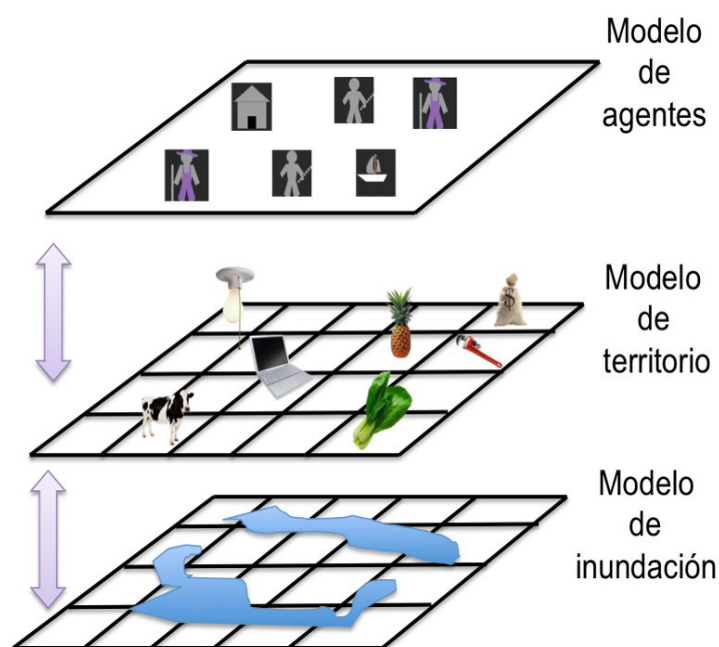 Modelo
de
agentes
Modelo
de
territorio
$
Modelo
de
inundación